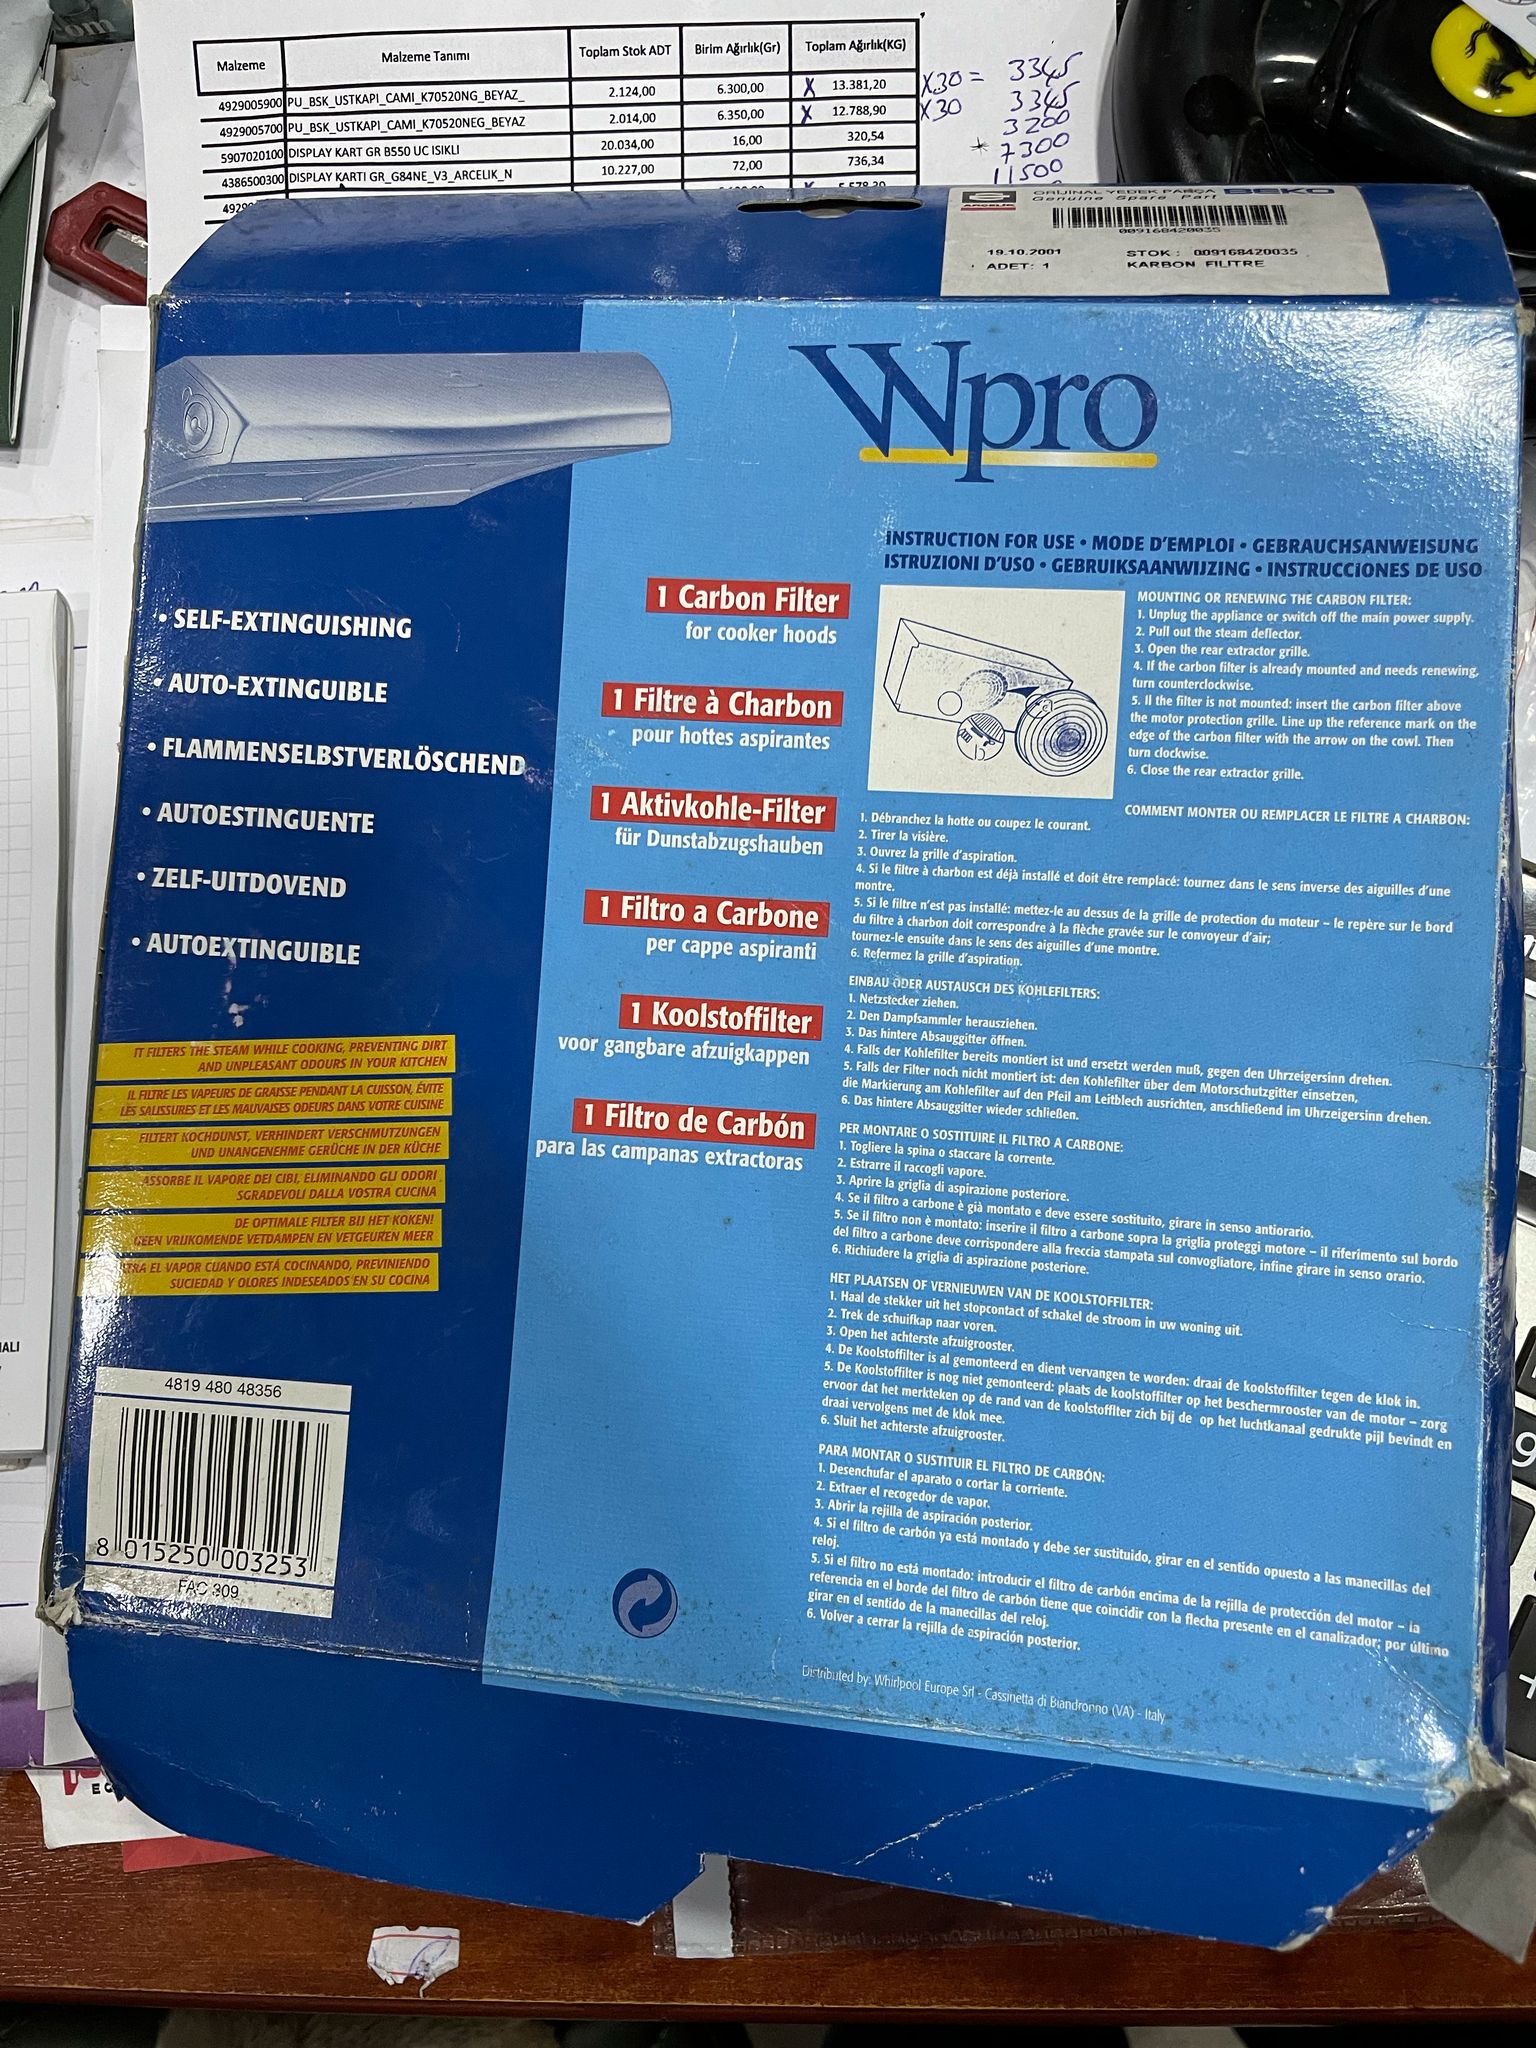 Malzeme Malzeme Tanımı Toplam Stok ADT Birim Ağırlık(Gr) Toplam Ağırlık(KG)
4929005900 PU_BSK_USTKAPI_CAMI_K70520NG_BEYAZ_ 2.124,00 6.300,00 X 13.381,20 X30 = 3345
4929005700 PU_BSK_USTKAPI_CAMI_K70520NEG_BEYAZ 2.014,00 6.350,00 X 12.788,90 X30 3345
5907020100 DISPLAY KART GR B550 UC ISIKLI 20.034,00 16,00 320,54 3200
4386500300 DISPLAY KARTI GR_G84NE_V3_ARCELIK_N 10.227,00 72,00 736,34 7300
11500
ORIJINAL YEDEK PARÇA BEKO
Genuine Spare Part
ARCELIK
009168420035
19.10.2001 STOK : 009168420035
ADET: 1 KARBON FILITRE
Wpro
• SELF-EXTINGUISHING
• AUTO-EXTINGUIBLE
• FLAMMENSELBSTVERLÖSCHEND
• AUTOESTINGUENTE
• ZELF-UITDOVEND
• AUTOEXTINGUIBLE
IT FILTERS THE STEAM WHILE COOKING, PREVENTING DIRT
AND UNPLEASANT ODOURS IN YOUR KITCHEN
IL FILTRE LES VAPEURS DE GRAISSE PENDANT LA CUISSON, ÉVITE
LES SALISSURES ET LES MAUVAISES ODEURS DANS VOTRE CUISINE
FILTERT KOCHDUNST, VERHINDERT VERSCHMUTZUNGEN
UND UNANGENEHME GERÜCHE IN DER KÜCHE
ASSORBE IL VAPORE DEI CIBI, ELIMINANDO GLI ODORI
SGRADEVOLI DALLA VOSTRA CUCINA
DE OPTIMALE FILTER BIJ HET KOKEN!
GEEN VRIJKOMENDE VETDAMPEN EN VETGEUREN MEER
TRA EL VAPOR CUANDO ESTÁ COCINANDO, PREVINIENDO
SUCIEDAD Y OLORES INDESEADOS EN SU COCINA
4819 480 48356
8 015250 003253
FAC 309
1 Carbon Filter
for cooker hoods
1 Filtre à Charbon
pour hottes aspirantes
1 Aktivkohle-Filter
für Dunstabzugshauben
1 Filtro a Carbone
per cappe aspiranti
1 Koolstoffilter
voor gangbare afzuigkappen
1 Filtro de Carbón
para las campanas extractoras
INSTRUCTION FOR USE • MODE D'EMPLOI • GEBRAUCHSANWEISUNG
ISTRUZIONI D'USO • GEBRUIKSAANWIJZING • INSTRUCCIONES DE USO
MOUNTING OR RENEWING THE CARBON FILTER:
1. Unplug the appliance or switch off the main power supply.
2. Pull out the steam deflector.
3. Open the rear extractor grille.
4. If the carbon filter is already mounted and needs renewing,
turn counterclockwise.
5. Il the filter is not mounted: insert the carbon filter above
the motor protection grille. Line up the reference mark on the
edge of the carbon filter with the arrow on the cowl. Then
turn clockwise.
6. Close the rear extractor grille.
COMMENT MONTER OU REMPLACER LE FILTRE A CHARBON:
1. Débranchez la hotte ou coupez le courant.
2. Tirer la visière.
3. Ouvrez la grille d'aspiration.
4. Si le filtre à charbon est déjà installé et doit être remplacé: tournez dans le sens inverse des aiguilles d'une
montre.
5. Si le filtre n'est pas installé: mettez-le au dessus de la grille de protection du moteur – le repère sur le bord
du filtre à charbon doit correspondre à la flèche gravée sur le convoyeur d'air;
tournez-le ensuite dans le sens des aiguilles d'une montre.
6. Refermez la grille d'aspiration.
EINBAU ODER AUSTAUSCH DES KOHLEFILTERS:
1. Netzstecker ziehen.
2. Den Dampfsammler herausziehen.
3. Das hintere Absauggitter öffnen.
4. Falls der Kohlefilter bereits montiert ist und ersetzt werden muß, gegen den Uhrzeigersinn drehen.
5. Falls der Filter noch nicht montiert ist: den Kohlefilter über dem Motorschutzgitter einsetzen,
die Markierung am Kohlefilter auf den Pfeil am Leitblech ausrichten, anschließend im Uhrzeigersinn drehen.
6. Das hintere Absauggitter wieder schließen.
PER MONTARE O SOSTITUIRE IL FILTRO A CARBONE:
1. Togliere la spina o staccare la corrente.
2. Estrarre il raccogli vapore.
3. Aprire la griglia di aspirazione posteriore.
4. Se il filtro a carbone è già montato e deve essere sostituito, girare in senso antiorario.
5. Se il filtro non è montato: inserire il filtro a carbone sopra la griglia proteggi motore – il riferimento sul bordo
del filtro a carbone deve corrispondere alla freccia stampata sul convogliatore, infine girare in senso orario.
6. Richiudere la griglia di aspirazione posteriore.
HET PLAATSEN OF VERNIEUWEN VAN DE KOOLSTOFFILTER:
1. Haal de stekker uit het stopcontact of schakel de stroom in uw woning uit.
2. Trek de schuifkap naar voren.
3. Open het achterste afzuigrooster.
4. De Koolstoffilter is al gemonteerd en dient vervangen te worden: draai de koolstoffilter tegen de klok in.
5. De Koolstoffilter is nog niet gemonteerd: plaats de koolstoffilter op het beschermrooster van de motor – zorg
ervoor dat het merkteken op de rand van de koolstofflter zich bij de op het luchtkanaal gedrukte pijl bevindt en
draai vervolgens met de klok mee.
6. Sluit het achterste afzuigrooster.
PARA MONTAR O SUSTITUIR EL FILTRO DE CARBÓN:
1. Desenchufar el aparato o cortar la corriente.
2. Extraer el recogedor de vapor.
3. Abrir la rejilla de aspiración posterior.
4. Si el filtro de carbón ya está montado y debe ser sustituido, girar en el sentido opuesto a las manecillas del
reloj.
5. Si el filtro no está montado: introducir el filtro de carbón encima de la rejilla de protección del motor – la
referencia en el borde del filtro de carbón tiene que coincidir con la flecha presente en el canalizador; por último
girar en el sentido de la manecillas del reloj.
6. Volver a cerrar la rejilla de aspiración posterior.
Distributed by: Whirlpool Europe Srl - Cassinetta di Biandronno (VA) - Italy